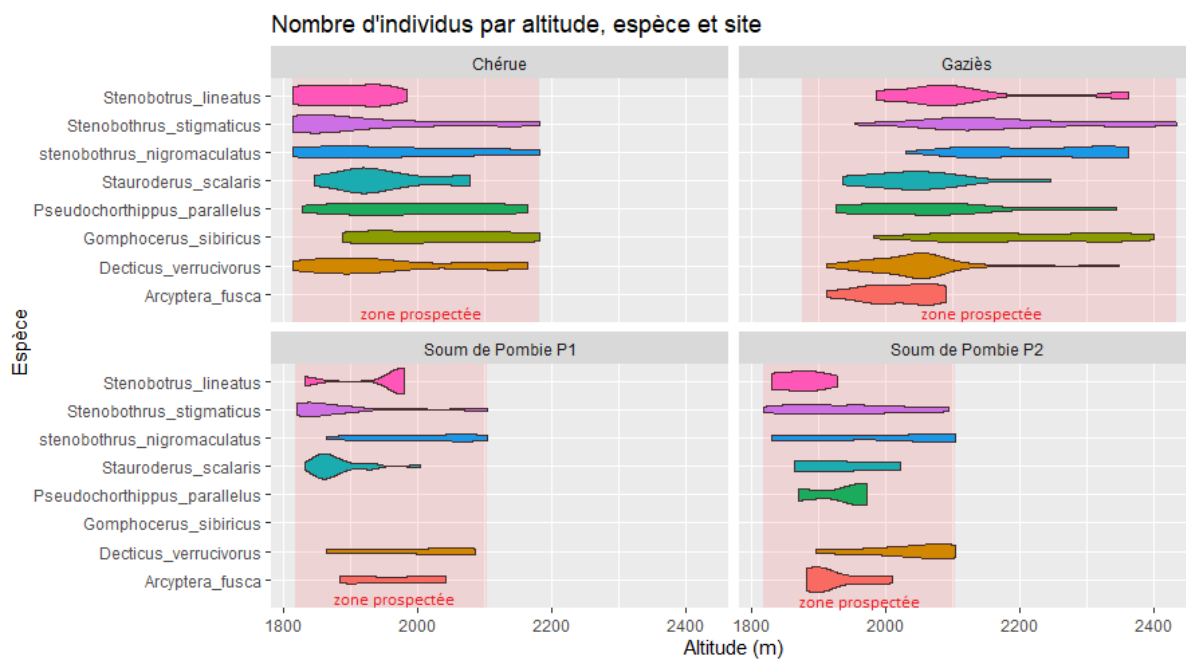 Nombre d'individus par altitude, espèce et site
Chérue
Gaziès
Stenobotrus_lineatus
Stenobothrus_stigmaticus
stenobothrus_nigromaculatus
Stauroderus_scalaris
Pseudochorthippus_parallelus
Gomphocerus_sibiricus
Decticus_verrucivorus
Arcyptera_fusca
zone prospectée
zone prospectée
Espèce
Soum de Pombie P1
Soum de Pombie P2
Stenobotrus_lineatus
Stenobothrus_stigmaticus
stenobothrus_nigromaculatus
Stauroderus_scalaris
Pseudochorthippus_parallelus
Gomphocerus_sibiricus
Decticus_verrucivorus
Arcyptera_fusca
zone prospectée
zone prospectée
1800 2000 2200 2400
1800 2000 2200 2400
Altitude (m)